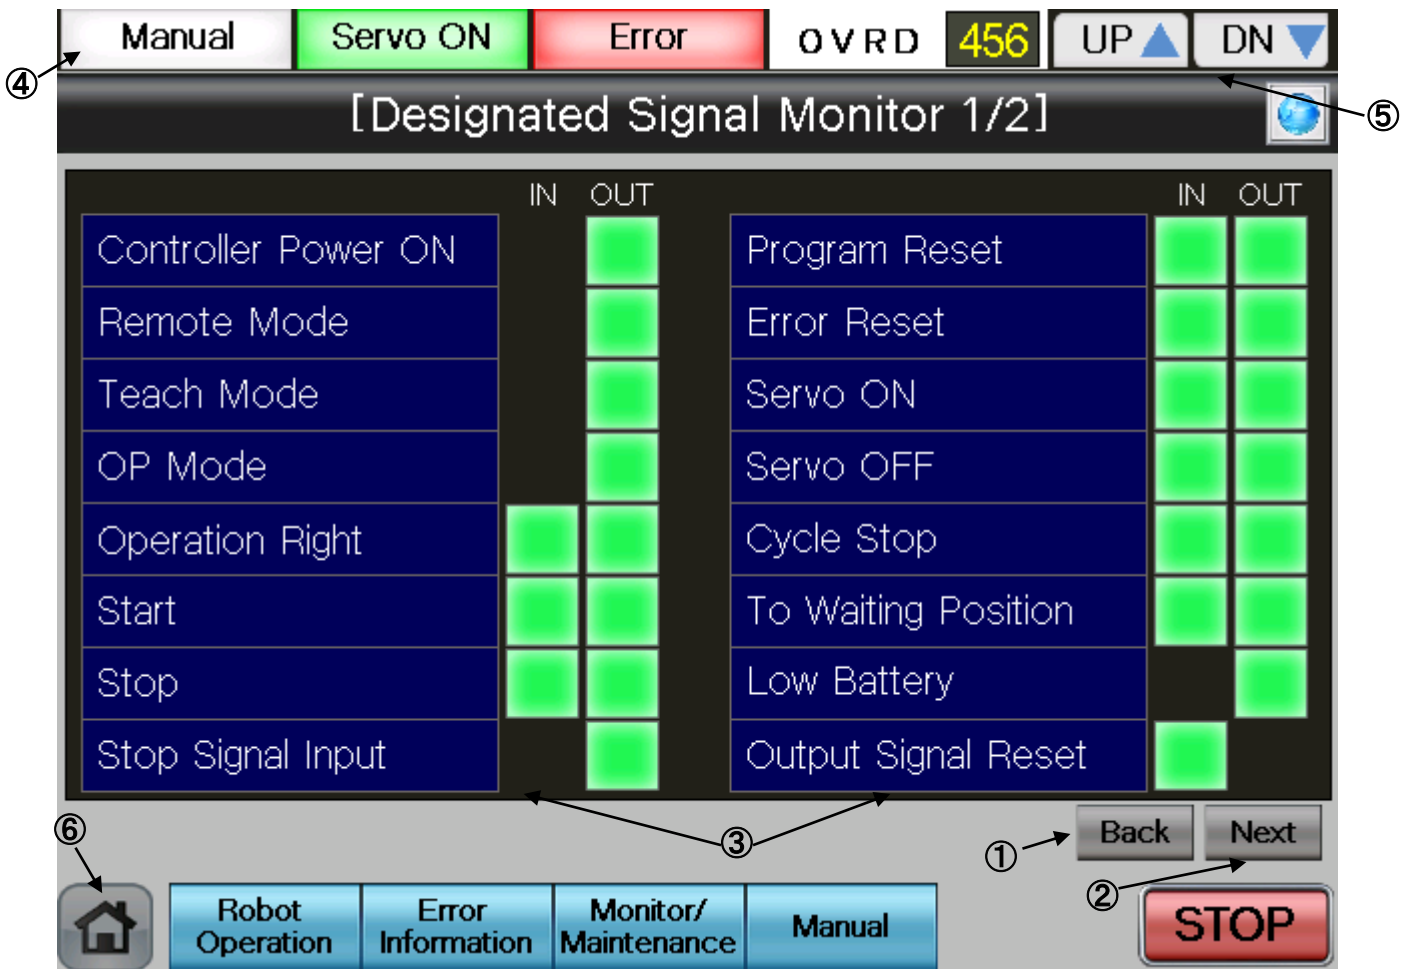 Manual Servo ON Error OVRD 456 UP DN
④
[Designated Signal Monitor 1/2]
⑤
IN OUT IN OUT
Controller Power ON Program Reset
Remote Mode Error Reset
Teach Mode Servo ON
OP Mode Servo OFF
Operation Right Cycle Stop
Start To Waiting Position
Stop Low Battery
Stop Signal Input Output Signal Reset
⑥ ③ ① Back Next
②
Robot Operation
Error Information
Monitor/ Maintenance
Manual
STOP